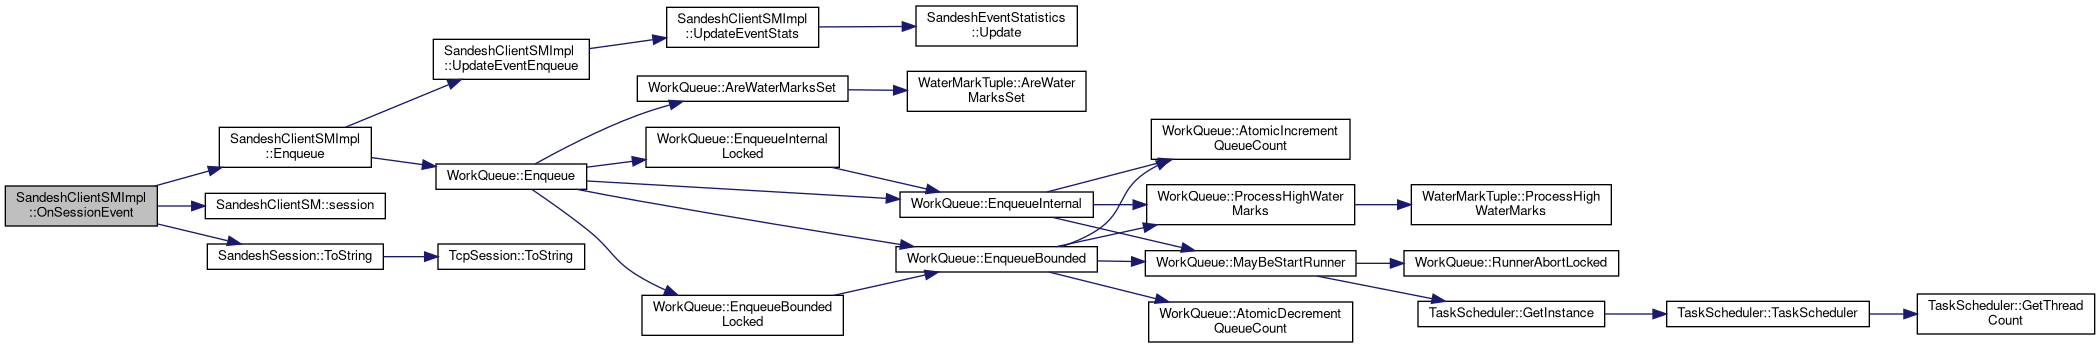 SandeshClientSMImpl
::OnSessionEvent
SandeshClientSMImpl
::Enqueue
SandeshClientSM::session
SandeshSession::ToString
SandeshClientSMImpl
::UpdateEventEnqueue
WorkQueue::Enqueue
TcpSession::ToString
SandeshClientSMImpl
::UpdateEventStats
WorkQueue::AreWaterMarksSet
WorkQueue::EnqueueInternal
Locked
WorkQueue::EnqueueBounded
Locked
SandeshEventStatistics
::Update
WaterMarkTuple::AreWater
MarksSet
WorkQueue::EnqueueInternal
WorkQueue::EnqueueBounded
WorkQueue::AtomicIncrement
QueueCount
WorkQueue::ProcessHighWater
Marks
WorkQueue::MayBeStartRunner
WorkQueue::AtomicDecrement
QueueCount
WaterMarkTuple::ProcessHigh
WaterMarks
WorkQueue::RunnerAbortLocked
TaskScheduler::GetInstance
TaskScheduler::TaskScheduler
TaskScheduler::GetThread
Count